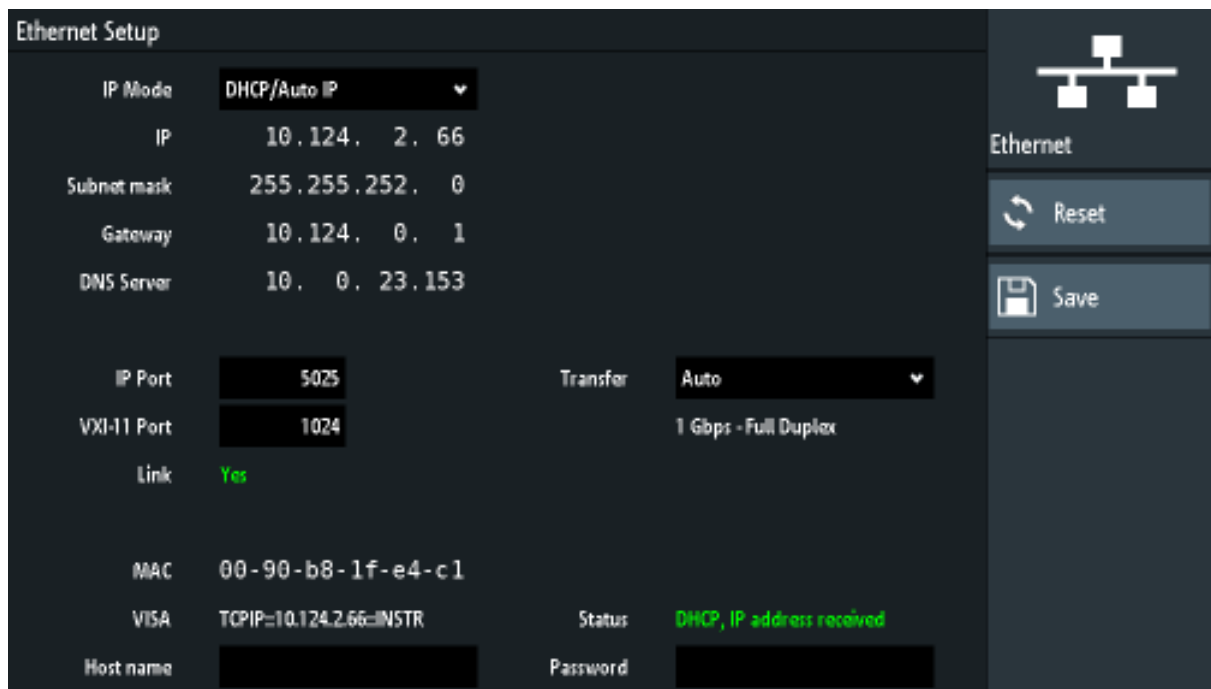 Ethernet Setup
IP Mode DHCP/Auto IP
IP 10.124. 2. 66
Ethernet
Subnet mask 255.255.252. 0
Reset
Gateway 10.124. 0. 1
DNS Server 10. 0. 23.153
Save
IP Port 5025 Transfer Auto
VXI-11 Port 1024 1 Gbps - Full Duplex
Link Yes
MAC 00-90-b8-1f-e4-c1
VISA TCPIP::10.124.2.66::INSTR Status DHCP, IP address received
Host name Password